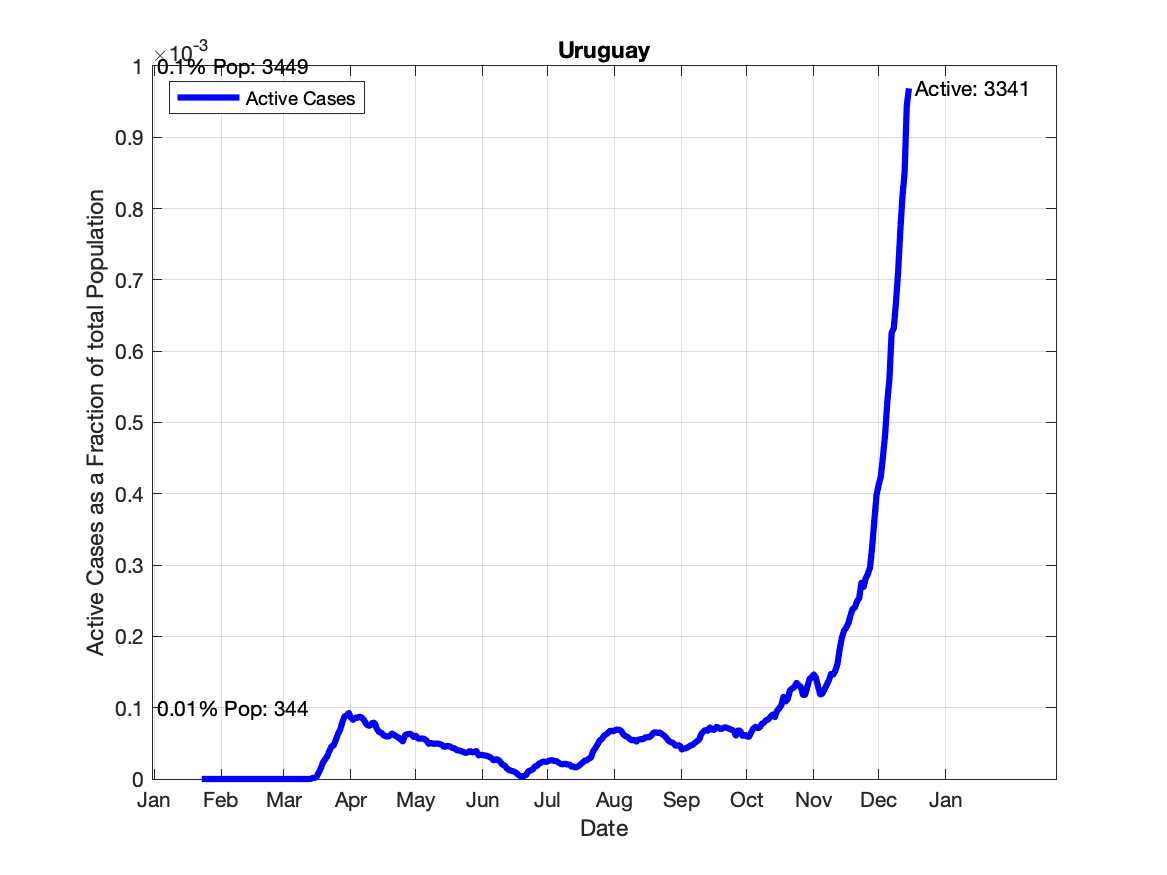 Uruguay
×10-3
0.1% Pop: 3449
Active Cases
Active: 3341
1
0.9
0.8
0.7
0.6
0.5
0.4
0.3
0.2
0.1
0
0.01% Pop: 344
Active Cases as a Fraction of total Population
Jan Feb Mar Apr May Jun Jul Aug Sep Oct Nov Dec Jan
Date